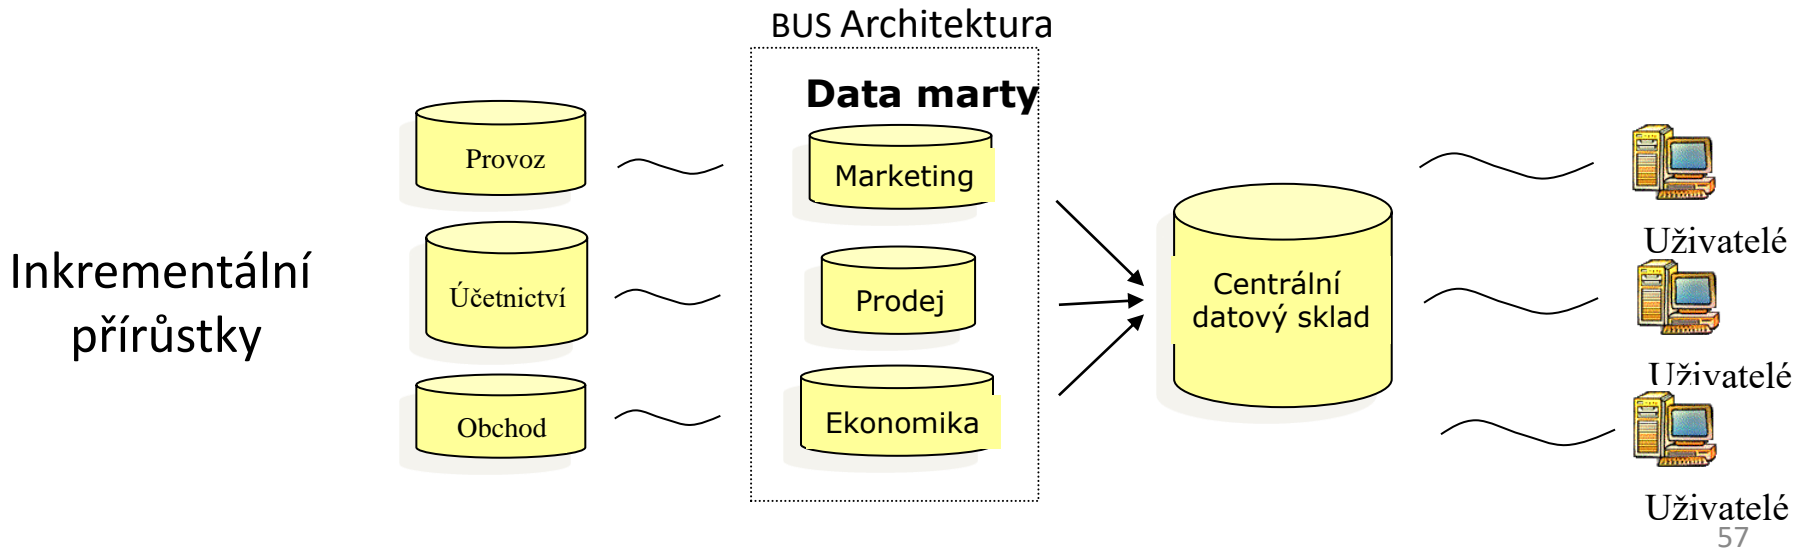 BUS Architektura
Data marty
Inkrementální
přírůstky
Provoz
Účetnictví
Obchod
Marketing
Prodej
Ekonomika
Centrální
datový sklad
Uživatelé
Uživatelé
Uživatelé
57